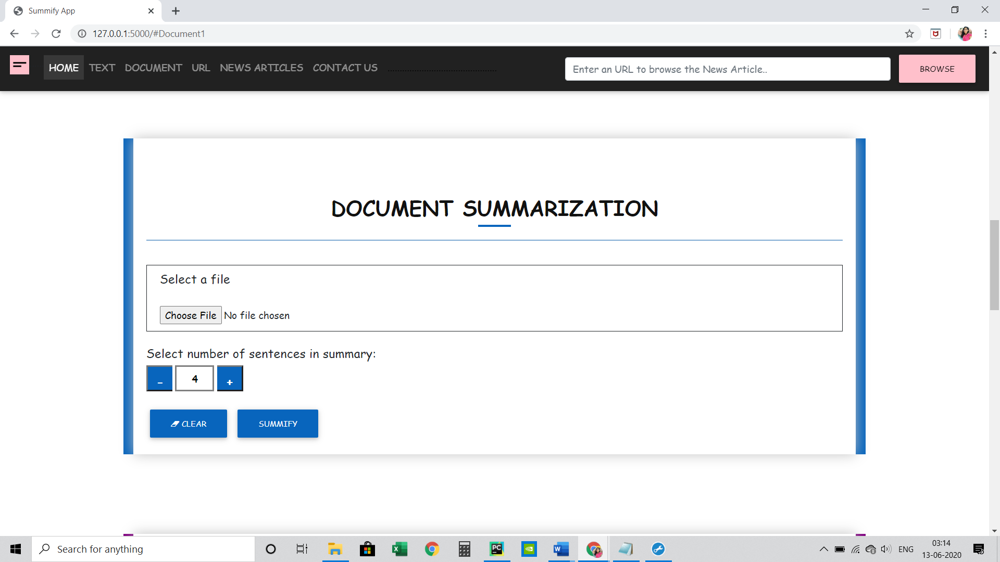 Summify App
127.0.0.1:5000/#Document1
HOME TEXT DOCUMENT URL NEWS ARTICLES CONTACT US
Enter an URL to browse the News Article..
BROWSE
DOCUMENT SUMMARIZATION
Select a file
Choose File No file chosen
Select number of sentences in summary:
- 4 +
CLEAR SUMMIFY
Search for anything
PC
W
ENG
03:14
13-06-2020